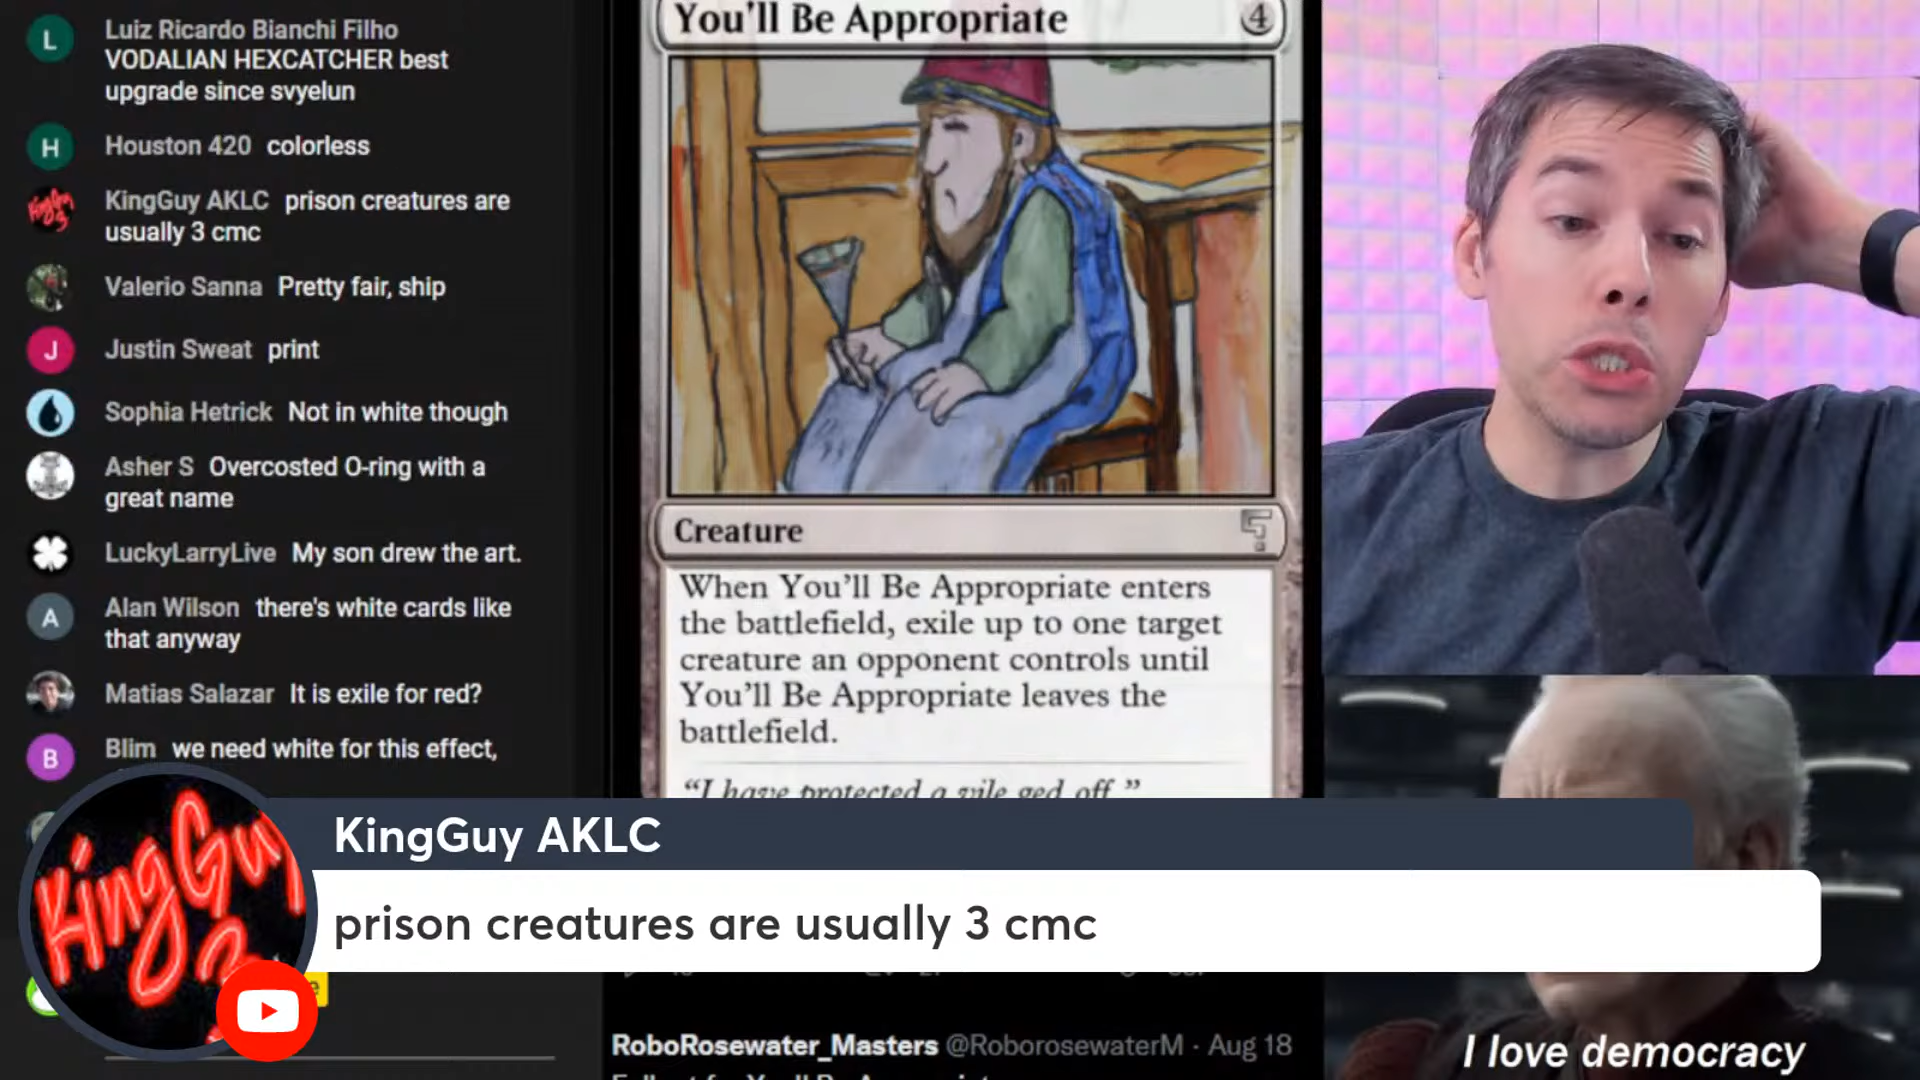 L
Luiz Ricardo Bianchi Filho
VODALIAN HEXCATCHER best
upgrade since svyelun
H
Houston 420 colorless
KingGuy AKLC prison creatures are
usually 3 cmc
Valerio Sanna Pretty fair, ship
J
Justin Sweat print
Sophia Hetrick Not in white though
Asher S Overcosted O-ring with a
great name
LuckyLarryLive My son drew the art.
A
Alan Wilson there's white cards like
that anyway
Matias Salazar It is exile for red?
B
Blim we need white for this effect,
You'll Be Appropriate 4
Creature
When You'll Be Appropriate enters
the battlefield, exile up to one target
creature an opponent controls until
You'll Be Appropriate leaves the
battlefield.
"I have protected a vile ged off."
KingGuy
KingGuy AKLC
prison creatures are usually 3 cmc
RoboRosewater_Masters @RoborosewaterM · Aug 18
I love democracy